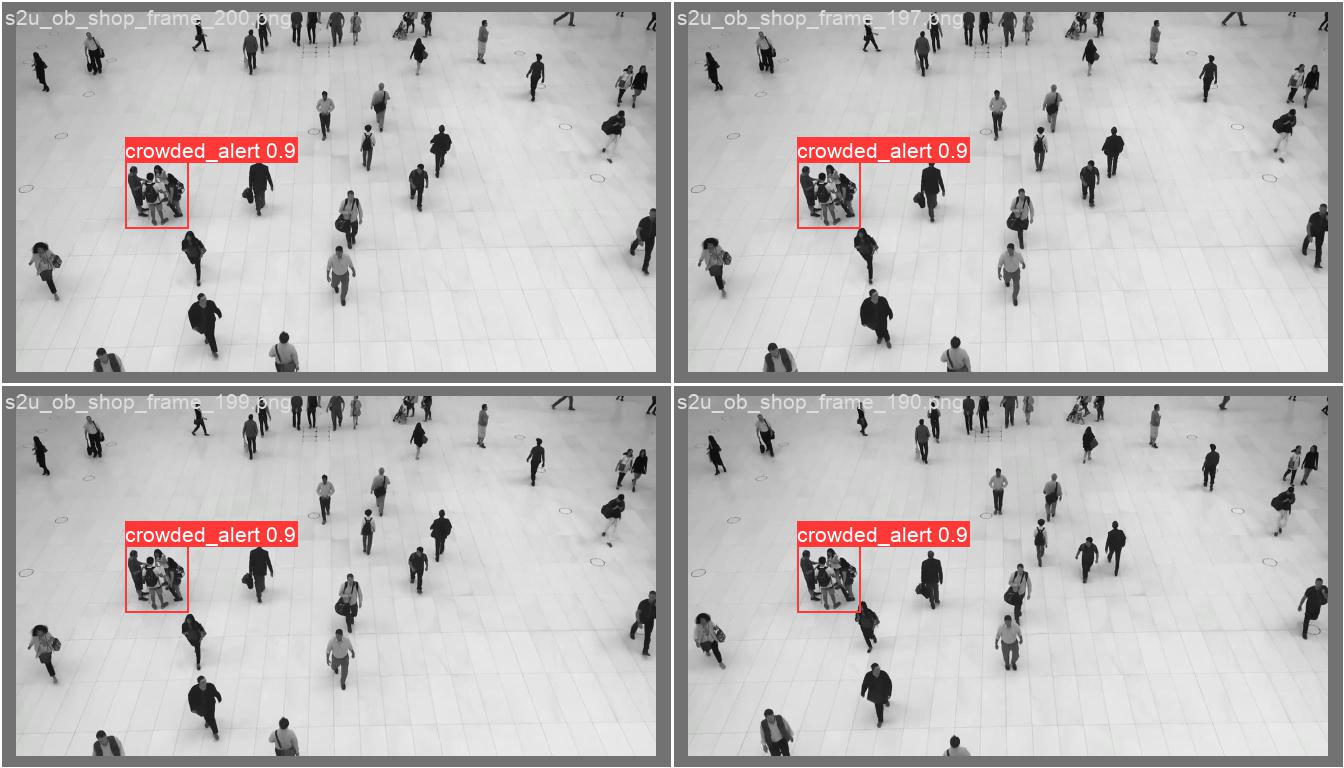 s2u_ob_shop_frame_200.png
crowded_alert 0.9
s2u_ob_shop_frame_197.png
crowded_alert 0.9
s2u_ob_shop_frame_199.png
crowded_alert 0.9
s2u_ob_shop_frame_190.png
crowded_alert 0.9